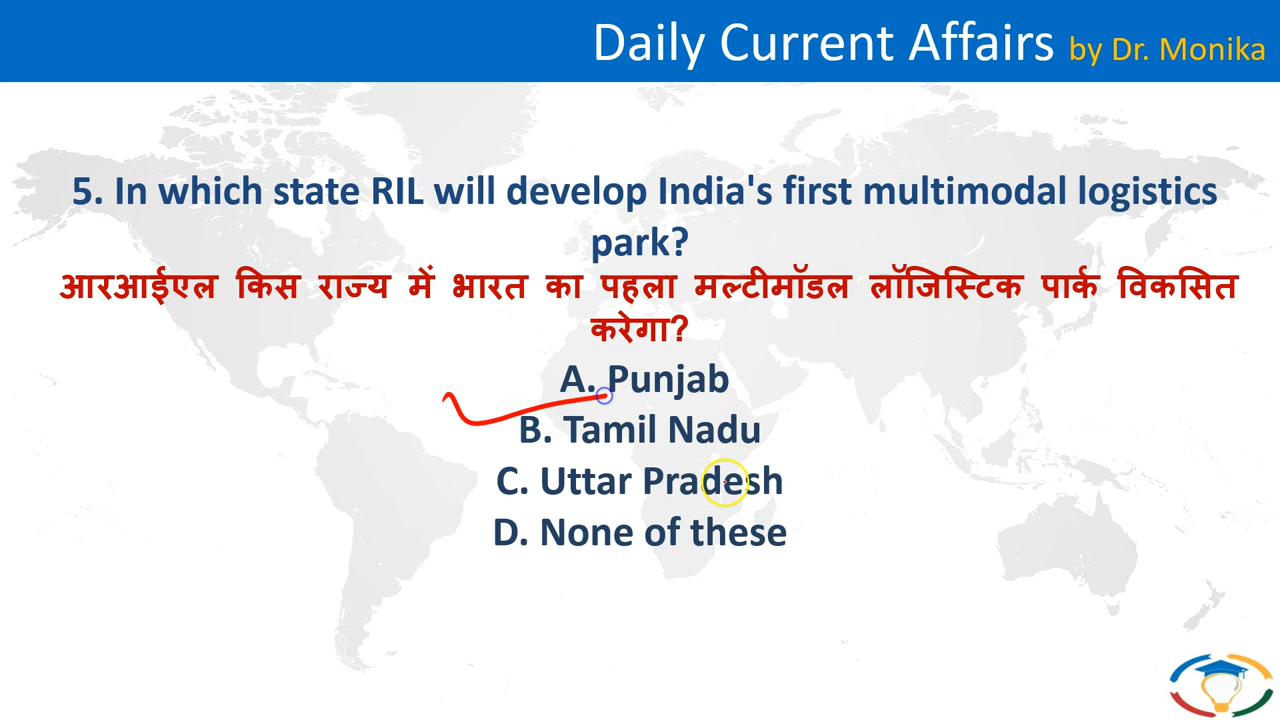 Daily Current Affairs by Dr. Monika
5. In which state RIL will develop India's first multimodal logistics
park?
आरआईएल किस राज्य में भारत का पहला मल्टीमॉडल लॉजिस्टिक पार्क विकसित
करेगा?
A. Punjab
B. Tamil Nadu
C. Uttar Pradesh
D. None of these